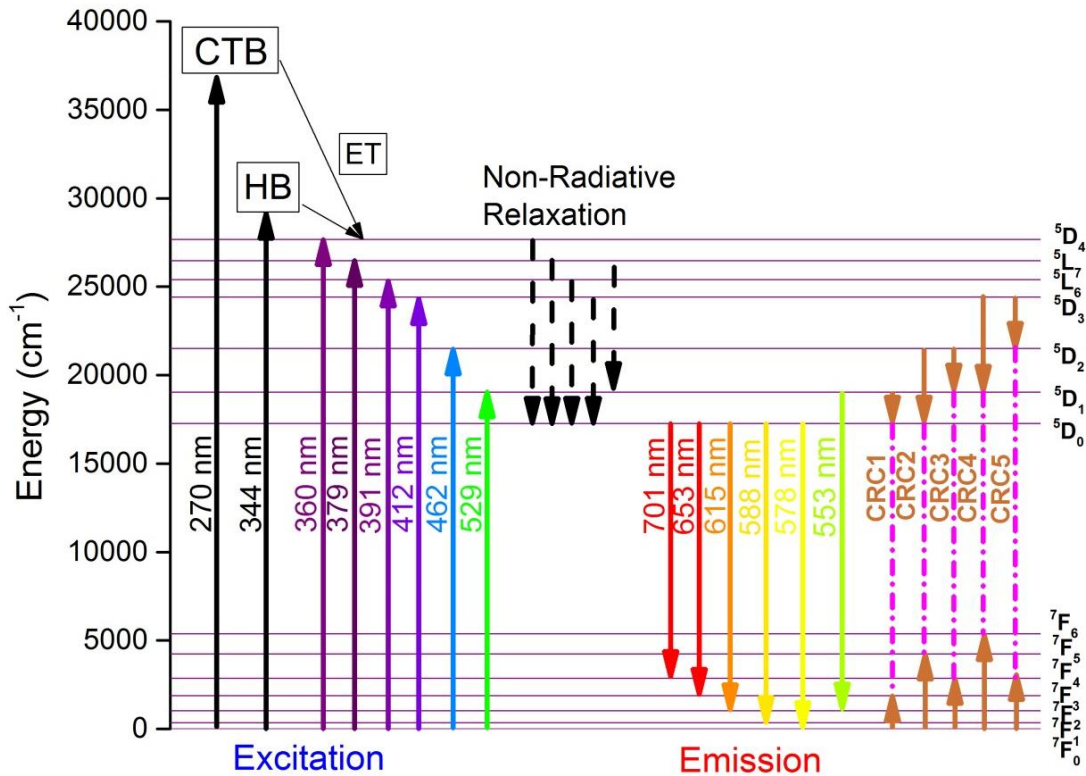 40000
35000
30000
25000
20000
15000
10000
5000
0
Energy (cm⁻¹)
CTB
HB
ET
Non-Radiative
Relaxation
270 nm
344 nm
360 nm
379 nm
391 nm
412 nm
462 nm
529 nm
701 nm
653 nm
615 nm
588 nm
578 nm
553 nm
CRC1
CRC2
CRC3
CRC4
CRC5
⁵D₄
⁵L₇
⁵L₆
⁵D₃
⁵D₂
⁵D₁
⁵D₀
⁷F₆
⁷F₅
⁷F₄
⁷F₃
⁷F₂
⁷F₀¹
Excitation
Emission